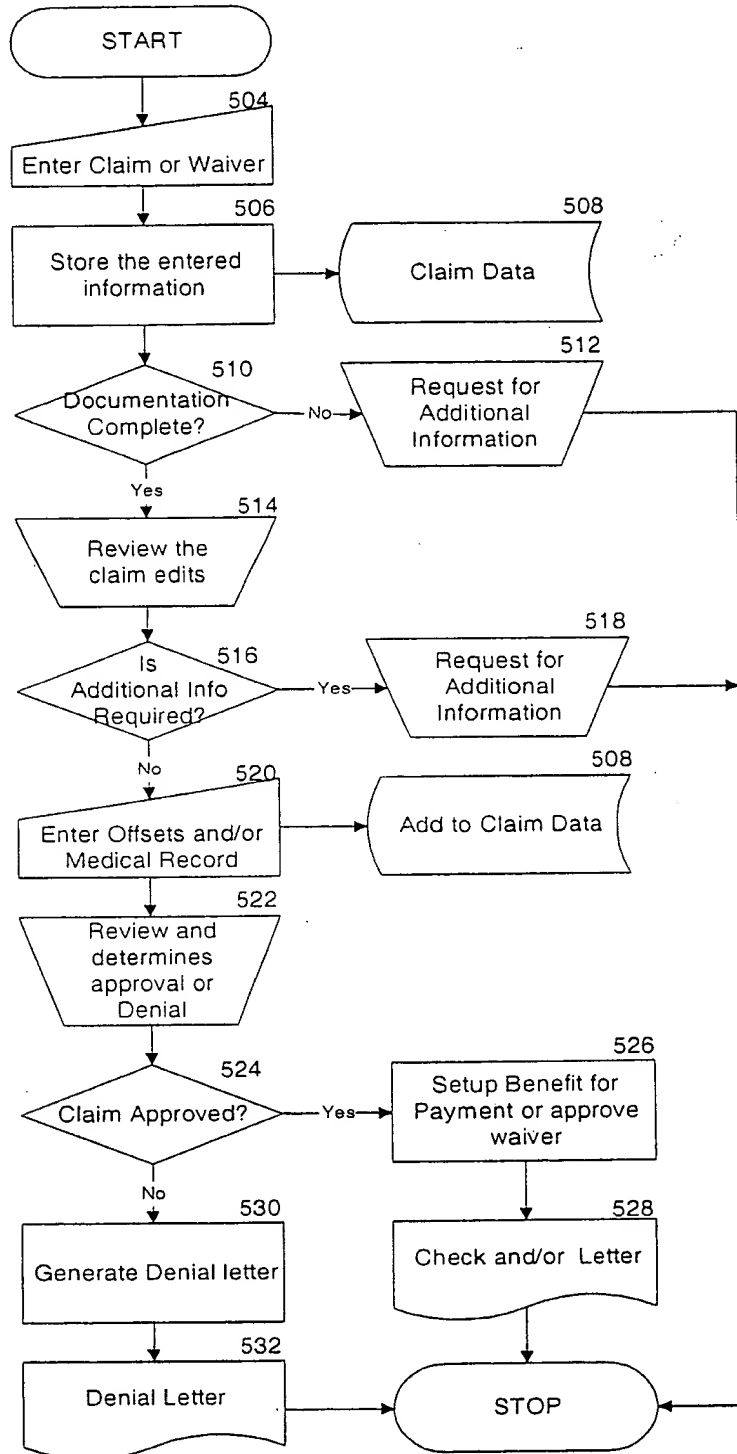 START
504
Enter Claim or Waiver
506
Store the entered
information
508
Claim Data
510
Documentation
Complete?
No
512
Request for
Additional
Information
Yes
514
Review the
claim edits
516
Is
Additional Info
Required?
Yes
518
Request for
Additional
Information
No
520
Enter Offsets and/or
Medical Record
508
Add to Claim Data
522
Review and
determines
approval or
Denial
524
Claim Approved?
Yes
526
Setup Benefit for
Payment or approve
waiver
No
530
Generate Denial letter
528
Check and/or Letter
532
Denial Letter
STOP